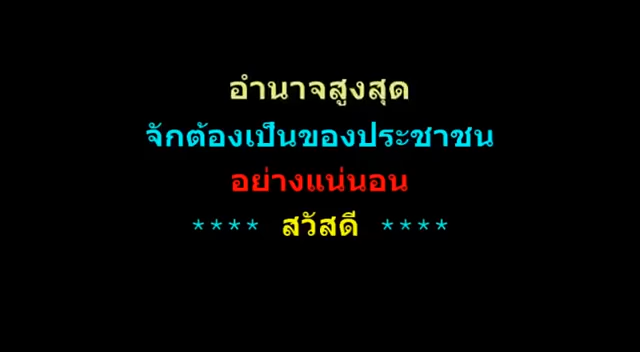 อำนาจสูงสุด
จักต้องเป็นของประชาชน
อย่างแน่นอน
**** สวัสดี ****